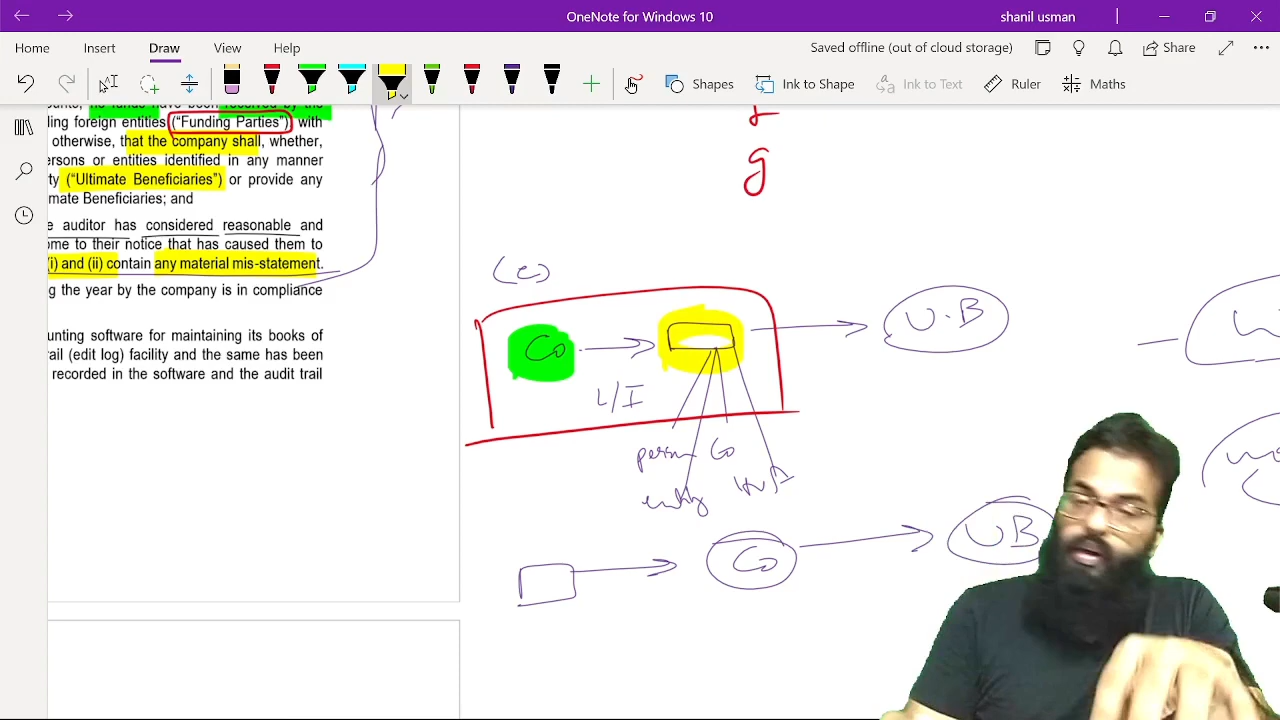 OneNote for Windows 10
shanil usman
Home Insert Draw View Help
Saved offline (out of cloud storage)
Share
Shapes
Ink to Shape
Ink to Text
Ruler
Maths
received by the
ling foreign entities ("Funding Parties") with
otherwise, that the company shall, whether,
ersons or entities identified in any manner
ty ("Ultimate Beneficiaries") or provide any
mate Beneficiaries; and
e auditor has considered reasonable and
ome to their notice that has caused them to
(i) and (ii) contain any material mis-statement.
g the year by the company is in compliance
unting software for maintaining its books of
rail (edit log) facility and the same has been
recorded in the software and the audit trail
g
(e)
Co
U.B
L/I
person Co
entity
Co
UB